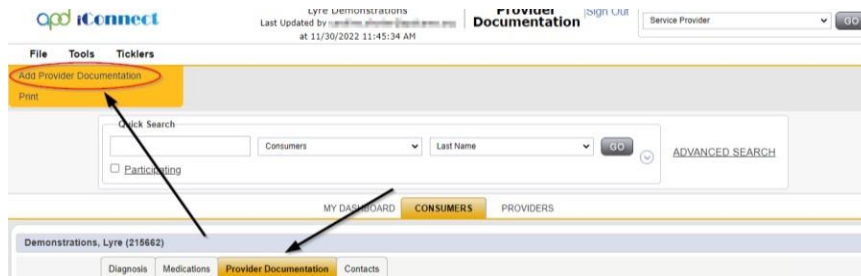 apd iConnect
Lyre Demonstrations
Last Updated by
at 11/30/2022 11:45:34 AM
Provider
Documentation
Sign Out
Service Provider
GO
File Tools Ticklers
Add Provider Documentation
Print
Quick Search
Consumers
Last Name
GO
ADVANCED SEARCH
Participating
MY DASHBOARD CONSUMERS PROVIDERS
Demonstrations, Lyre (215662)
Diagnosis Medications Provider Documentation Contacts